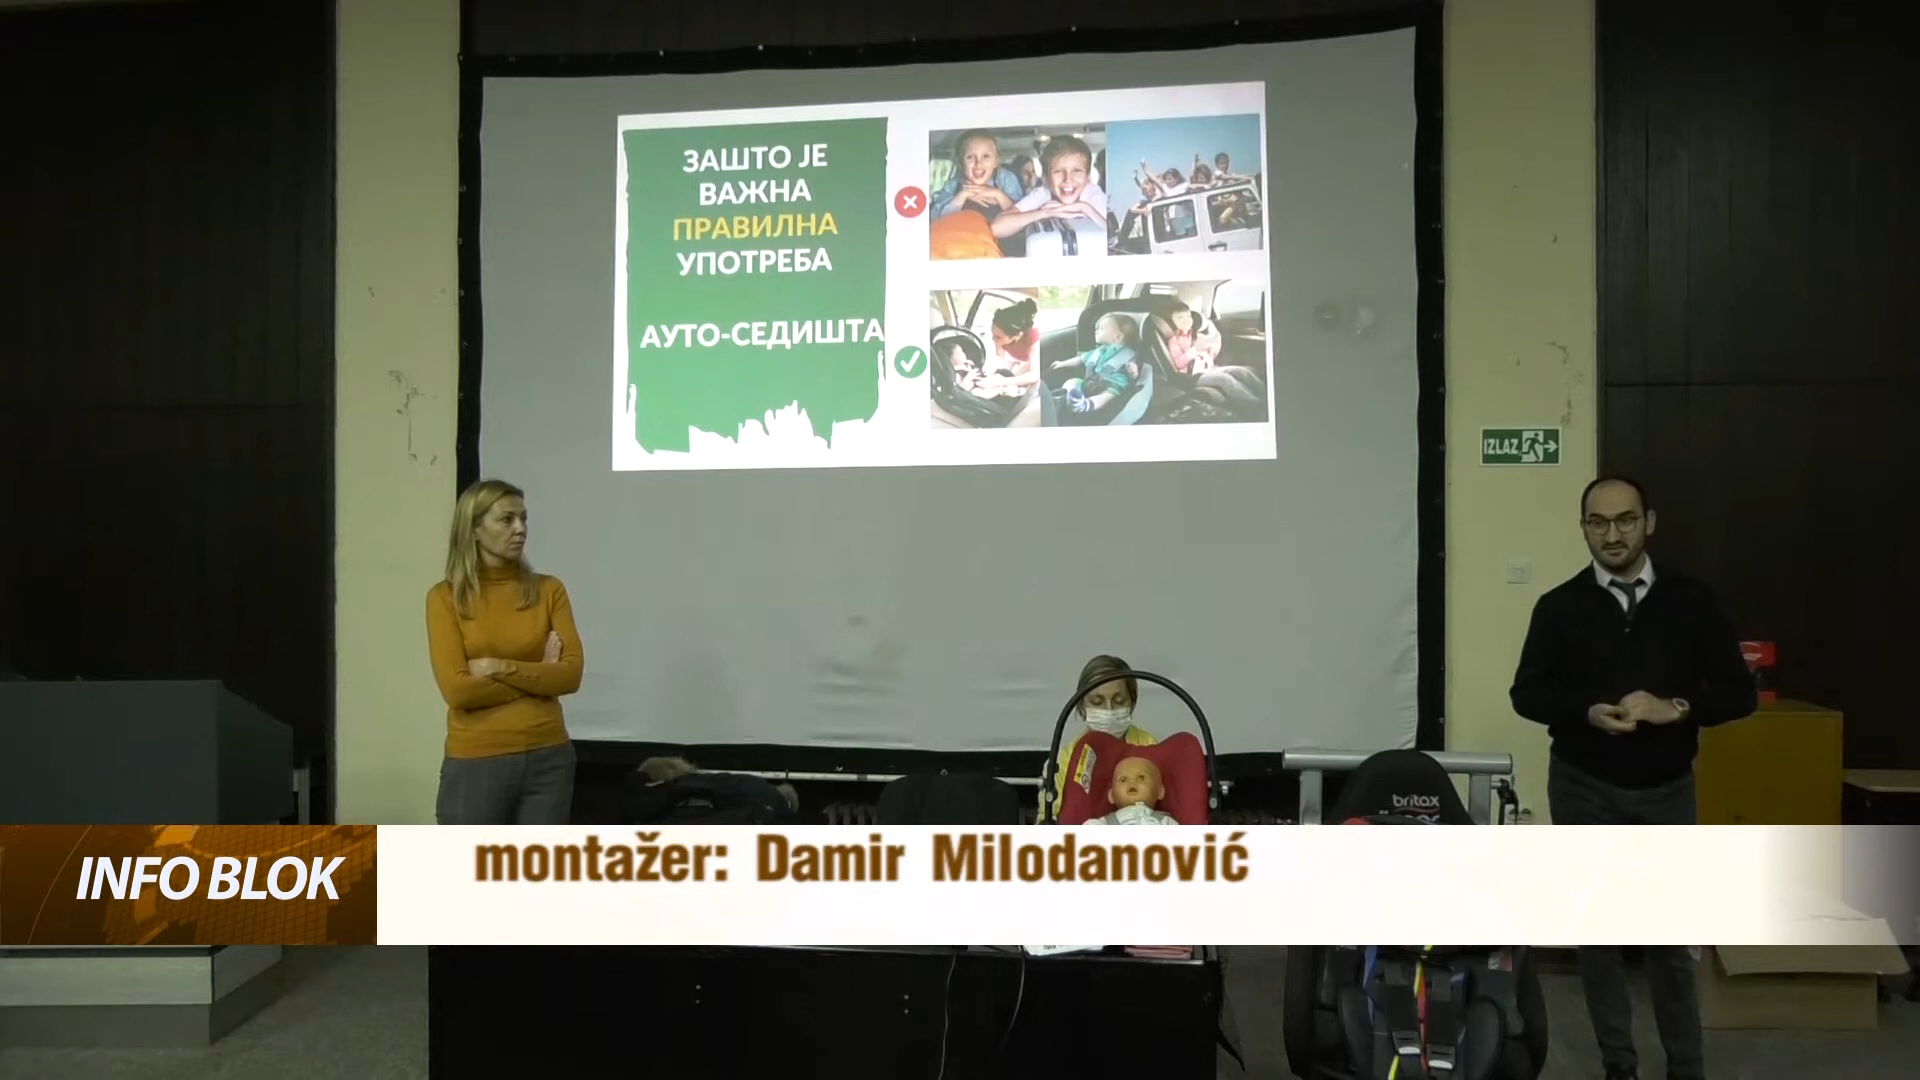 ЗАШТО ЈЕ
ВАЖНА
ПРАВИЛНА
УПОТРЕБА
АУТО-СЕДИШТА
IZLAZ
britax
INFO BLOK
montažer: Damir Milodanović